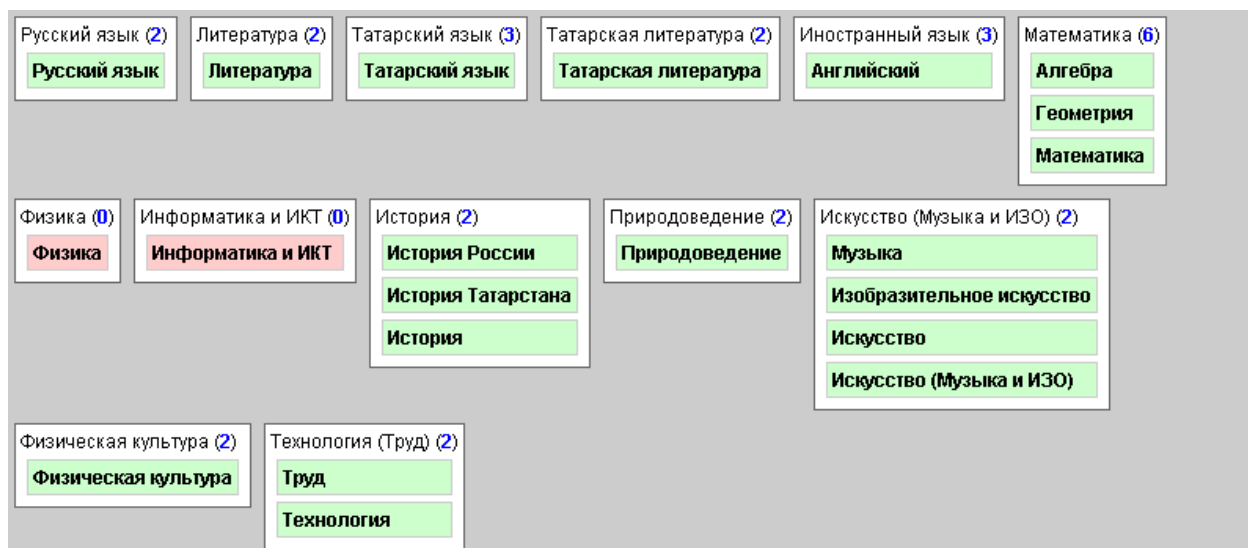 Русский язык (2)
Русский язык
Литература (2)
Литература
Татарский язык (3)
Татарский язык
Татарская литература (2)
Татарская литература
Иностранный язык (3)
Английский
Математика (6)
Алгебра
Геометрия
Математика
Физика (0)
Физика
Информатика и ИКТ (0)
Информатика и ИКТ
История (2)
История России
История Татарстана
История
Природоведение (2)
Природоведение
Искусство (Музыка и ИЗО) (2)
Музыка
Изобразительное искусство
Искусство
Искусство (Музыка и ИЗО)
Физическая культура (2)
Физическая культура
Технология (Труд) (2)
Труд
Технология